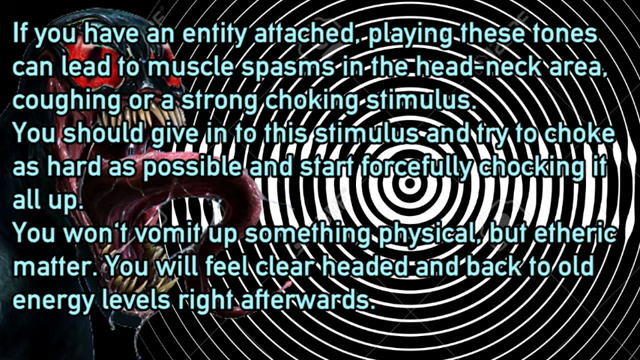 If you have an entity attached, playing these tones
can lead to muscle spasms in the head-neck area,
coughing or a strong choking stimulus.
You should give in to this stimulus and try to choke
as hard as possible and start forcefully chocking it
all up.
You won't vomit up something physical, but etheric
matter. You will feel clear headed and back to old
energy levels right afterwards.